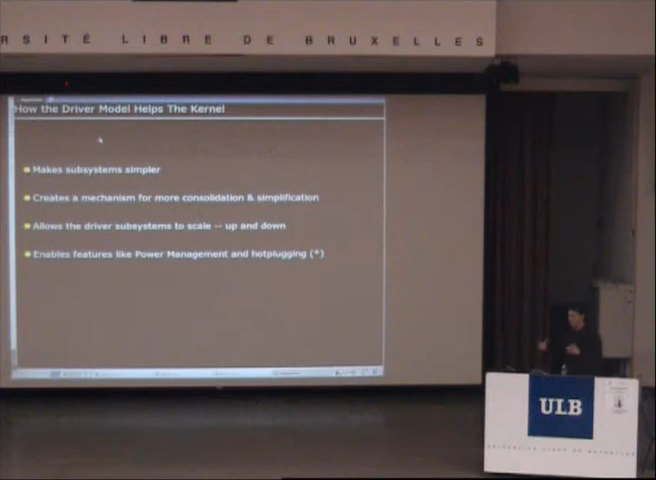 RSITÉ LIBRE DE BRUXELLES
How the Driver Model Helps The Kernel
Makes subsystems simpler
Creates a mechanism for more consolidation & simplification
Allows the driver subsystems to scale -- up and down
Enables features like Power Management and hotplugging (*)
ULB